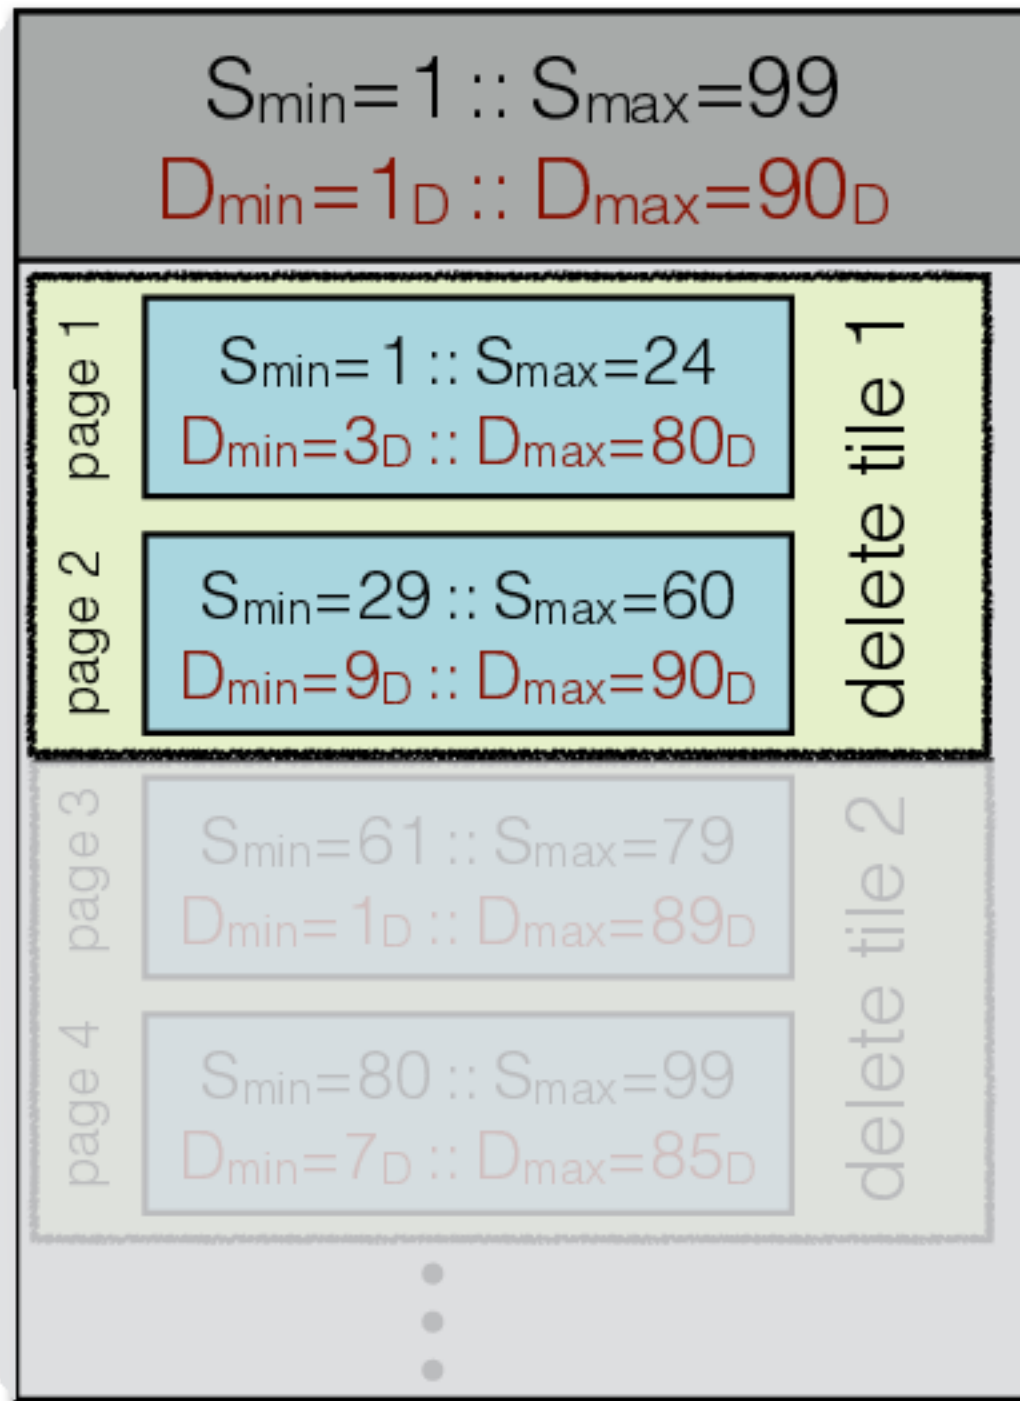 Smin=1 :: Smax=99
Dmin=1D :: Dmax=90D
page 1
Smin=1 :: Smax=24
Dmin=3D :: Dmax=80D
page 2
Smin=29 :: Smax=60
Dmin=9D :: Dmax=90D
delete tile 1
page 3
Smin=61 :: Smax=79
Dmin=1D :: Dmax=89D
page 4
Smin=80 :: Smax=99
Dmin=7D :: Dmax=85D
delete tile 2